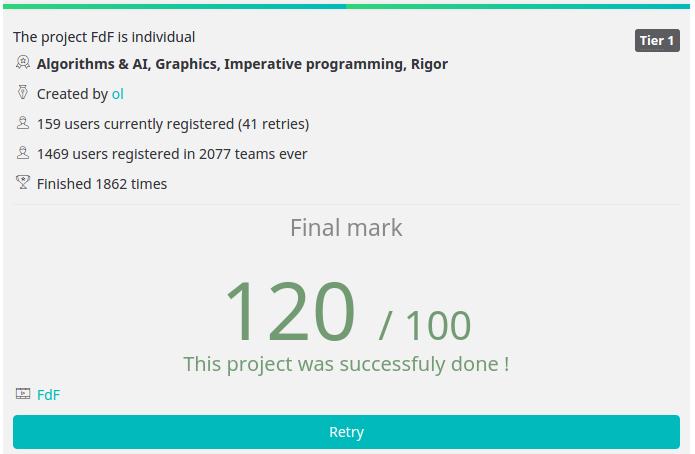 The project FdF is individual
Tier 1
Algorithms & AI, Graphics, Imperative programming, Rigor
Created by ol
159 users currently registered (41 retries)
1469 users registered in 2077 teams ever
Finished 1862 times
Final mark
120 / 100
This project was successfuly done !
FdF
Retry